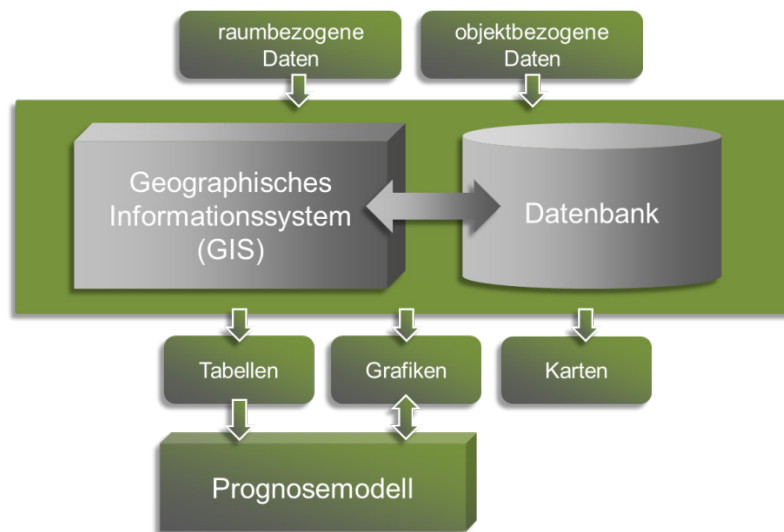 raumbezogene
Daten
objektbezogene
Daten
Geographisches
Informationssystem
(GIS)
Datenbank
Tabellen
Grafiken
Karten
Prognosemodell